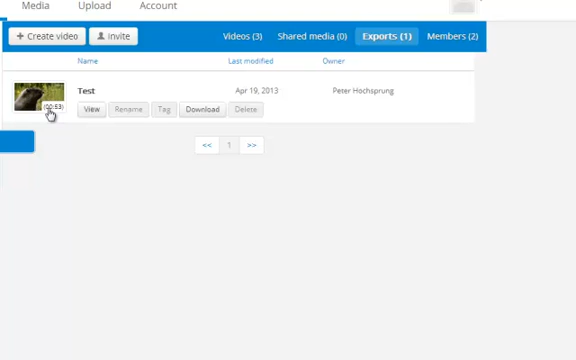 Media Upload Account
+ Create video Invite Videos (3) Shared media (0) Exports (1) Members (2)
Name Last modified Owner
Test Apr 19, 2013 Peter Hochsprung
(00:53) View Rename Tag Download Delete
<< 1 >>